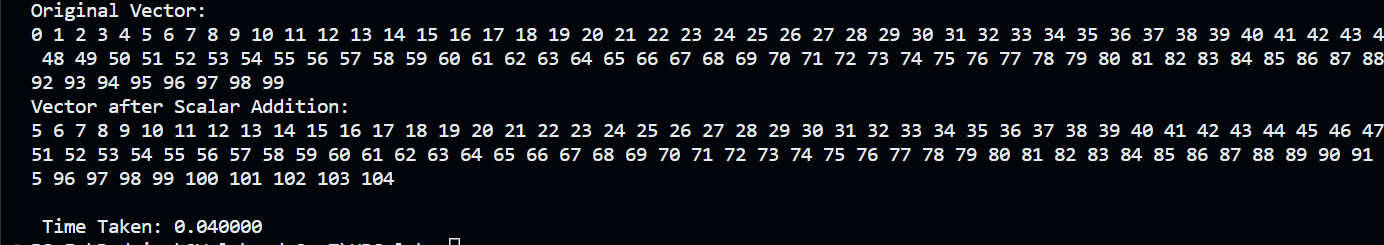 Original Vector:
0 1 2 3 4 5 6 7 8 9 10 11 12 13 14 15 16 17 18 19 20 21 22 23 24 25 26 27 28 29 30 31 32 33 34 35 36 37 38 39 40 41 42 43 4
48 49 50 51 52 53 54 55 56 57 58 59 60 61 62 63 64 65 66 67 68 69 70 71 72 73 74 75 76 77 78 79 80 81 82 83 84 85 86 87 88
92 93 94 95 96 97 98 99
Vector after Scalar Addition:
5 6 7 8 9 10 11 12 13 14 15 16 17 18 19 20 21 22 23 24 25 26 27 28 29 30 31 32 33 34 35 36 37 38 39 40 41 42 43 44 45 46 47
51 52 53 54 55 56 57 58 59 60 61 62 63 64 65 66 67 68 69 70 71 72 73 74 75 76 77 78 79 80 81 82 83 84 85 86 87 88 89 90 91
5 96 97 98 99 100 101 102 103 104
Time Taken: 0.040000